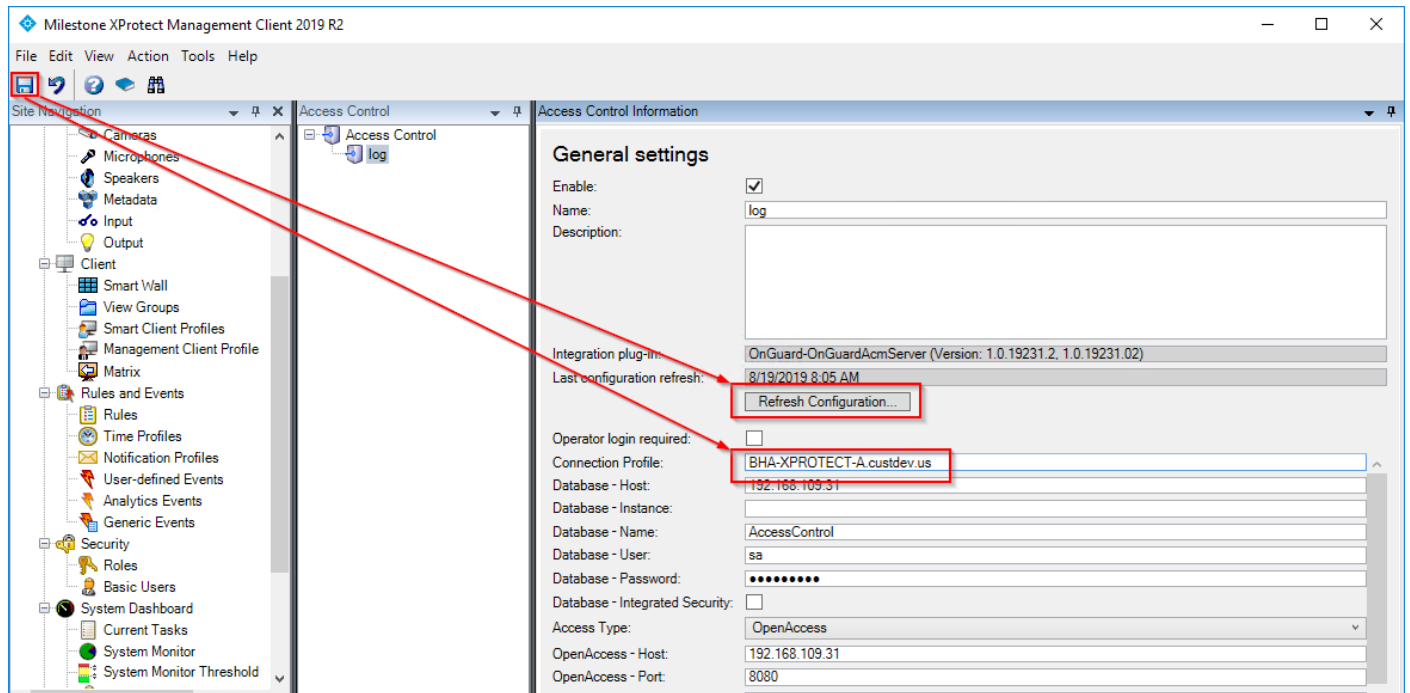 Milestone XProtect Management Client 2019 R2
File Edit View Action Tools Help
Site Navigation
Cameras
Microphones
Speakers
Metadata
Input
Output
Client
Smart Wall
View Groups
Smart Client Profiles
Management Client Profile
Matrix
Rules and Events
Rules
Time Profiles
Notification Profiles
User-defined Events
Analytics Events
Generic Events
Security
Roles
Basic Users
System Dashboard
Current Tasks
System Monitor
System Monitor Threshold
Access Control
Access Control
log
Access Control Information
General settings
Enable:
Name: log
Description:
Integration plug-in: OnGuard-OnGuardAcmServer (Version: 1.0.19231.2, 1.0.19231.02)
Last configuration refresh: 8/19/2019 8:05 AM
Refresh Configuration...
Operator login required:
Connection Profile: BHA-XPROTECT-A.custdev.us
Database - Host: 192.168.109.31
Database - Instance:
Database - Name: AccessControl
Database - User: sa
Database - Password: ●●●●●●●●●
Database - Integrated Security:
Access Type: OpenAccess
OpenAccess - Host: 192.168.109.31
OpenAccess - Port: 8080